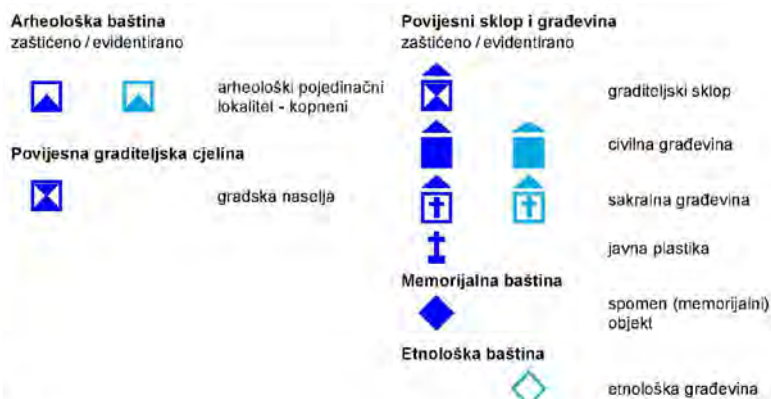 Arheološka baština
zaštićeno / evidentirano
arheološki pojedinačni
lokalitet - kopneni
Povijesna graditeljska cjelina
gradska naselja
Povijesni sklop i građevina
zaštićeno / evidentirano
graditeljski sklop
civilna građevina
sakralna građevina
javna plastika
Memorijalna baština
spomen (memorijalni)
objekt
Etnološka baština
etnološka građevina